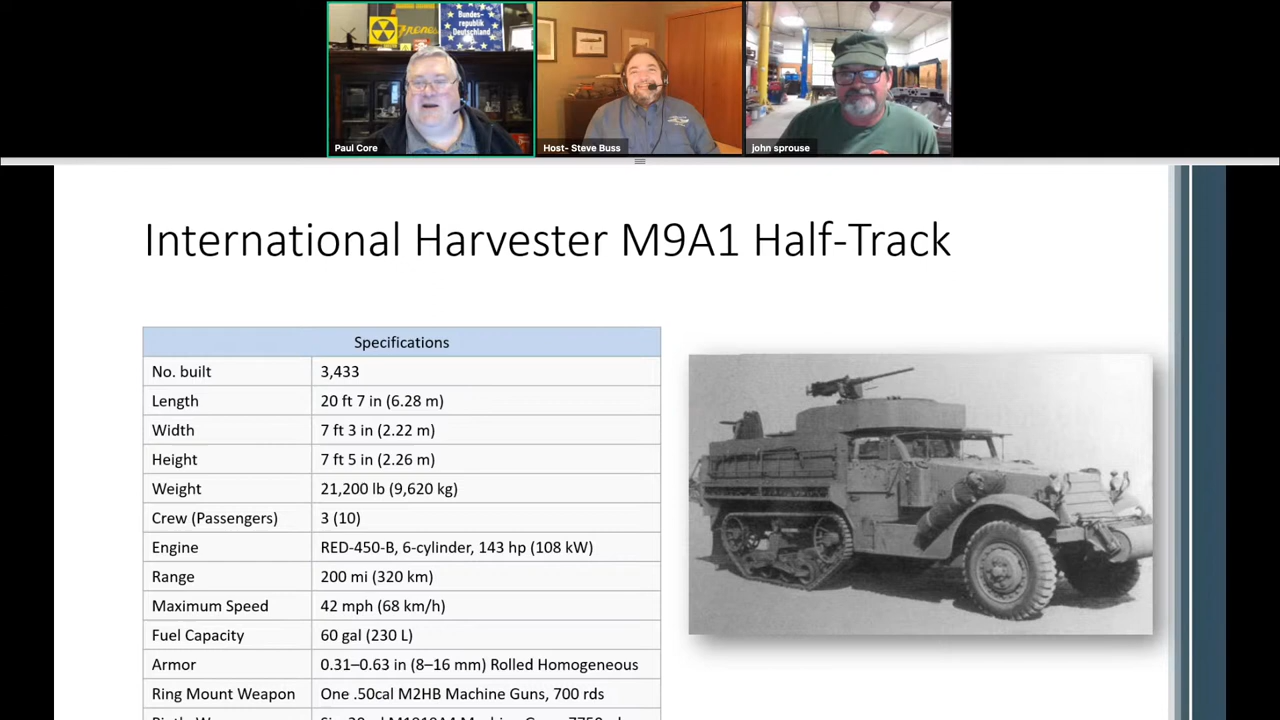 Bundes-
republik
Deutschland
Paul Core
Host- Steve Buss
john sprouse
International Harvester M9A1 Half-Track
Specifications
No. built 3,433
Length 20 ft 7 in (6.28 m)
Width 7 ft 3 in (2.22 m)
Height 7 ft 5 in (2.26 m)
Weight 21,200 lb (9,620 kg)
Crew (Passengers) 3 (10)
Engine RED-450-B, 6-cylinder, 143 hp (108 kW)
Range 200 mi (320 km)
Maximum Speed 42 mph (68 km/h)
Fuel Capacity 60 gal (230 L)
Armor 0.31–0.63 in (8–16 mm) Rolled Homogeneous
Ring Mount Weapon One .50cal M2HB Machine Guns, 700 rds